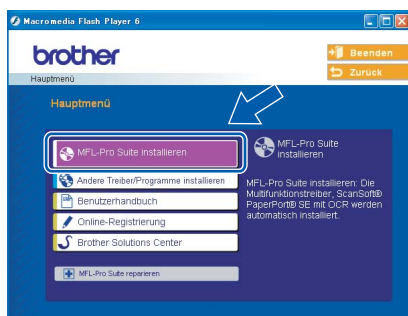 Macromedia Flash Player 6
brother
Beenden
Zurück
Hauptmenü
Hauptmenü
MFL-Pro Suite installieren
Andere Treiber/Programme installieren
Benutzerhandbuch
Online-Registrierung
Brother Solutions Center
MFL-Pro Suite reparieren
MFL-Pro Suite
installieren
MFL-Pro Suite installieren: Die
Multifunktionstreiber, ScanSoft®
PaperPort® SE mit OCR werden
automatisch installiert.